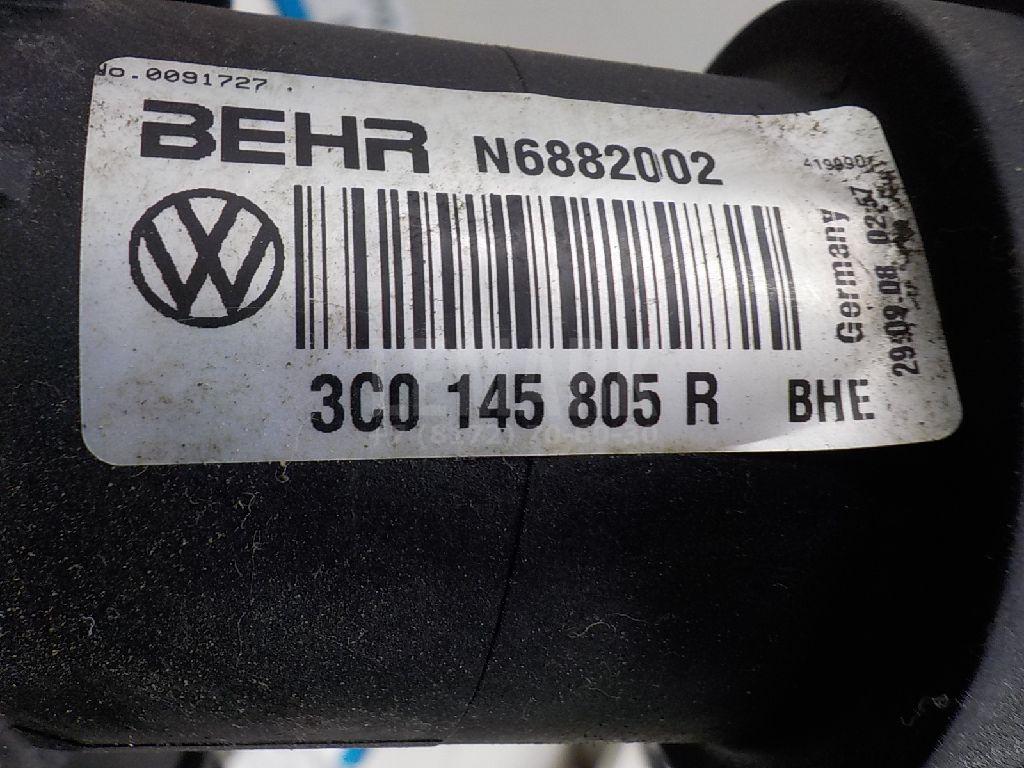 No.0091727
BEHR N6882002
3C0 145 805 R BHE
Germany
29.09.08